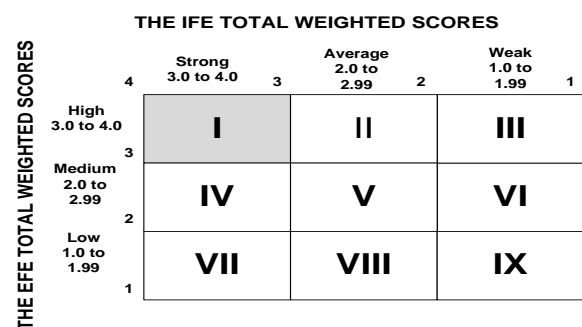 THE IFE TOTAL WEIGHTED SCORES
THE EFE TOTAL WEIGHTED SCORES
Strong
3.0 to 4.0
Average
2.0 to
2.99
Weak
1.0 to
1.99
4
3
2
1
High
3.0 to 4.0
I
II
III
3
Medium
2.0 to
2.99
IV
V
VI
2
Low
1.0 to
1.99
VII
VIII
IX
1